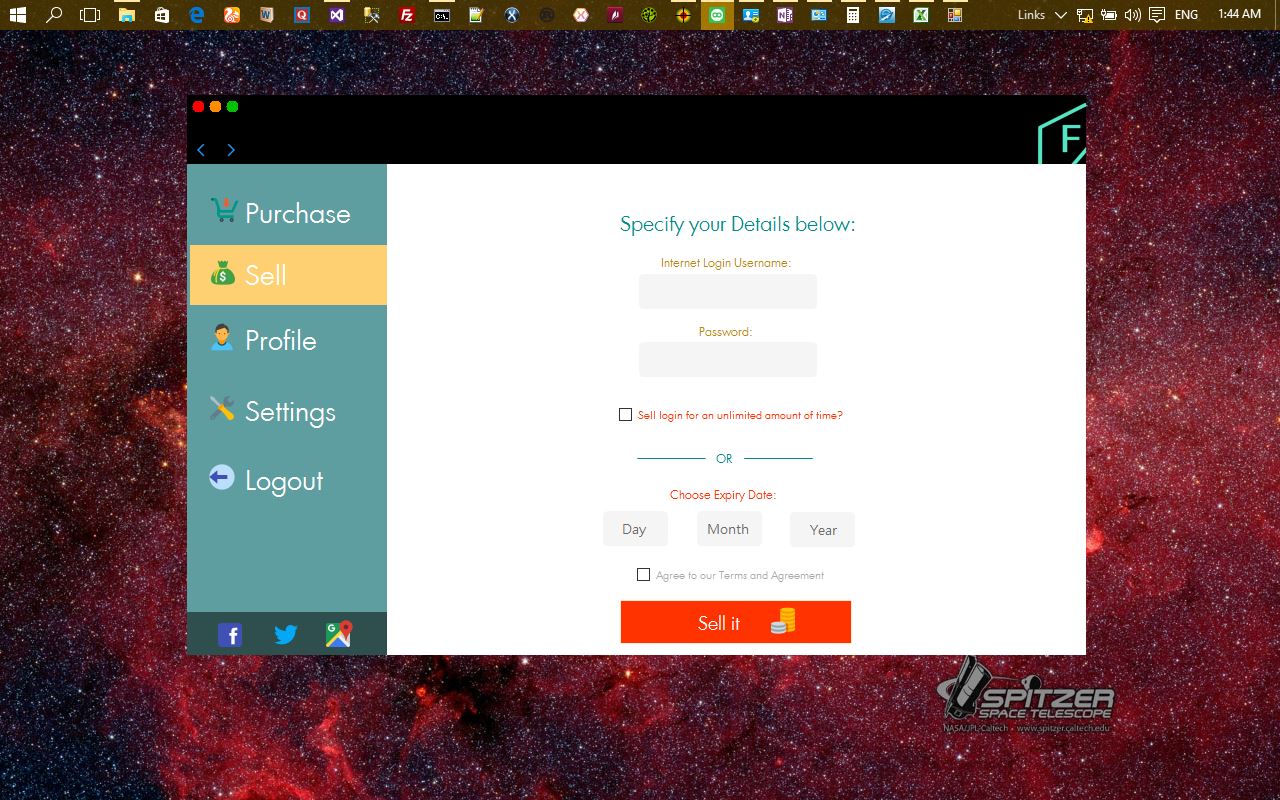 Links
ENG
1:44 AM
F
Purchase
Sell
Profile
Settings
Logout
Specify your Details below:
Internet Login Username:
Password:
Sell login for an unlimited amount of time?
OR
Choose Expiry Date:
Day Month Year
Agree to our Terms and Agreement
Sell it
SPITZER
SPACE TELESCOPE
NASA/JPL-Caltech - www.spitzer.caltech.edu